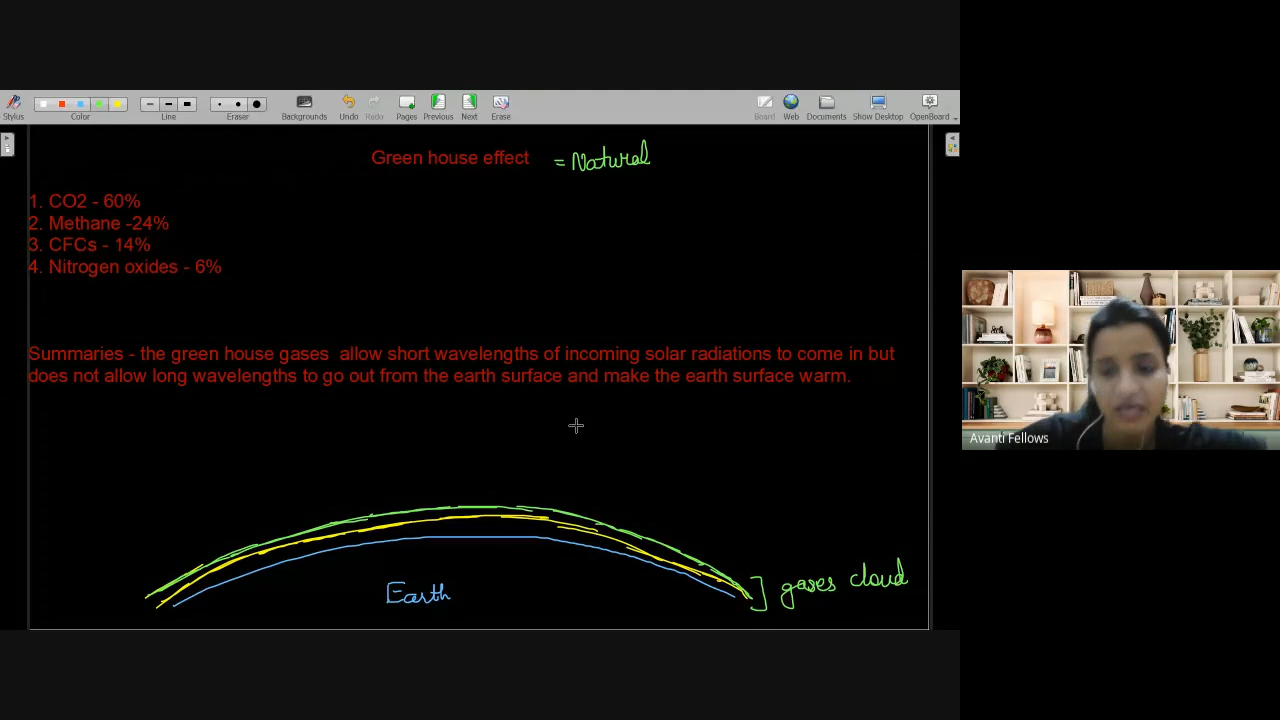 Stylus
Color
Line
Eraser
Backgrounds
Undo
Redo
Pages
Previous
Next
Erase
Board
Web
Documents
Show Desktop
OpenBoard
Green house effect = Natural
1. CO2 - 60%
2. Methane -24%
3. CFCs - 14%
4. Nitrogen oxides - 6%
Summaries - the green house gases allow short wavelengths of incoming solar radiations to come in but
does not allow long wavelengths to go out from the earth surface and make the earth surface warm.
Earth
] gases cloud
Avanti Fellows